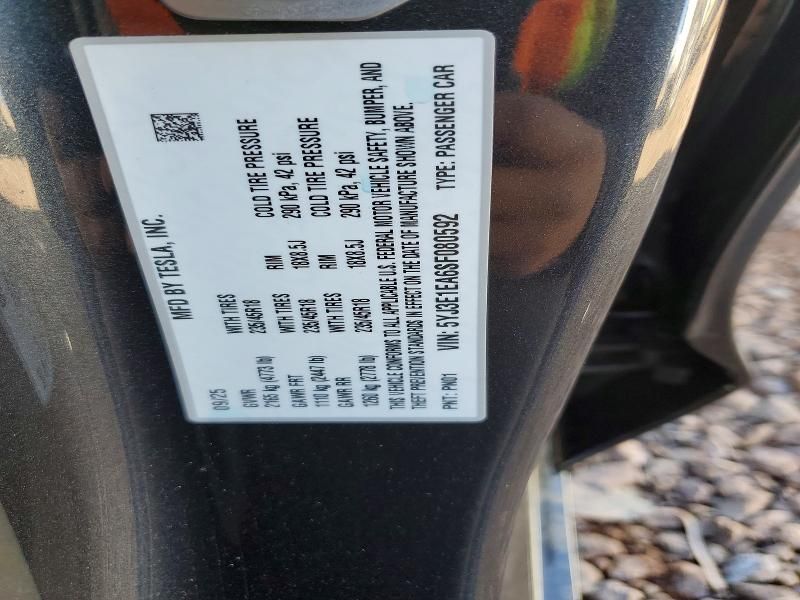 MFD BY TESLA, INC.
09/25
GVWR WITH TIRES RIM COLD TIRE PRESSURE
2165 kg (4773 lb) 235/45R18 18X8.5J 290 kPa, 42 psi
GAWR FRT WITH TIRES RIM COLD TIRE PRESSURE
1110 kg (2447 lb) 235/45R18 18X8.5J 290 kPa, 42 psi
GAWR RR
1260 kg (2778 lb) 235/45R18
THIS VEHICLE CONFORMS TO ALL APPLICABLE U.S. FEDERAL MOTOR VEHICLE SAFETY, BUMPER, AND
THEFT PREVENTION STANDARDS IN EFFECT ON THE DATE OF MANUFACTURE SHOWN ABOVE.
PNT: PN01 VIN: 5YJ3E1EA6SF080592 TYPE: PASSENGER CAR